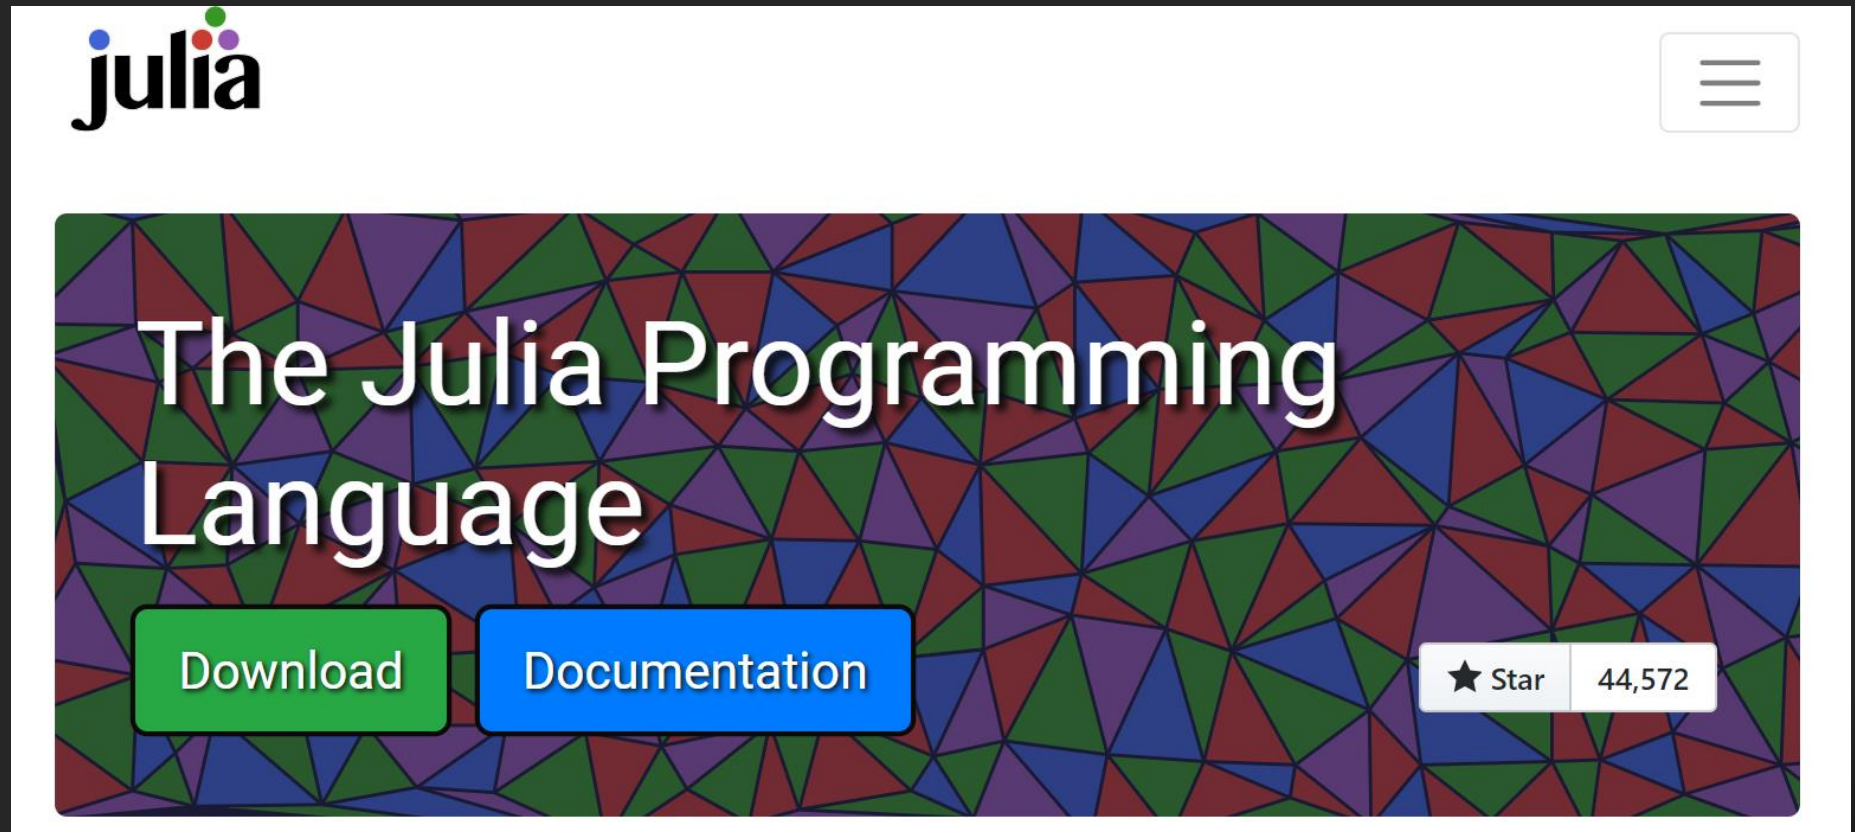 julia
The Julia Programming
Language
Download
Documentation
Star
44,572